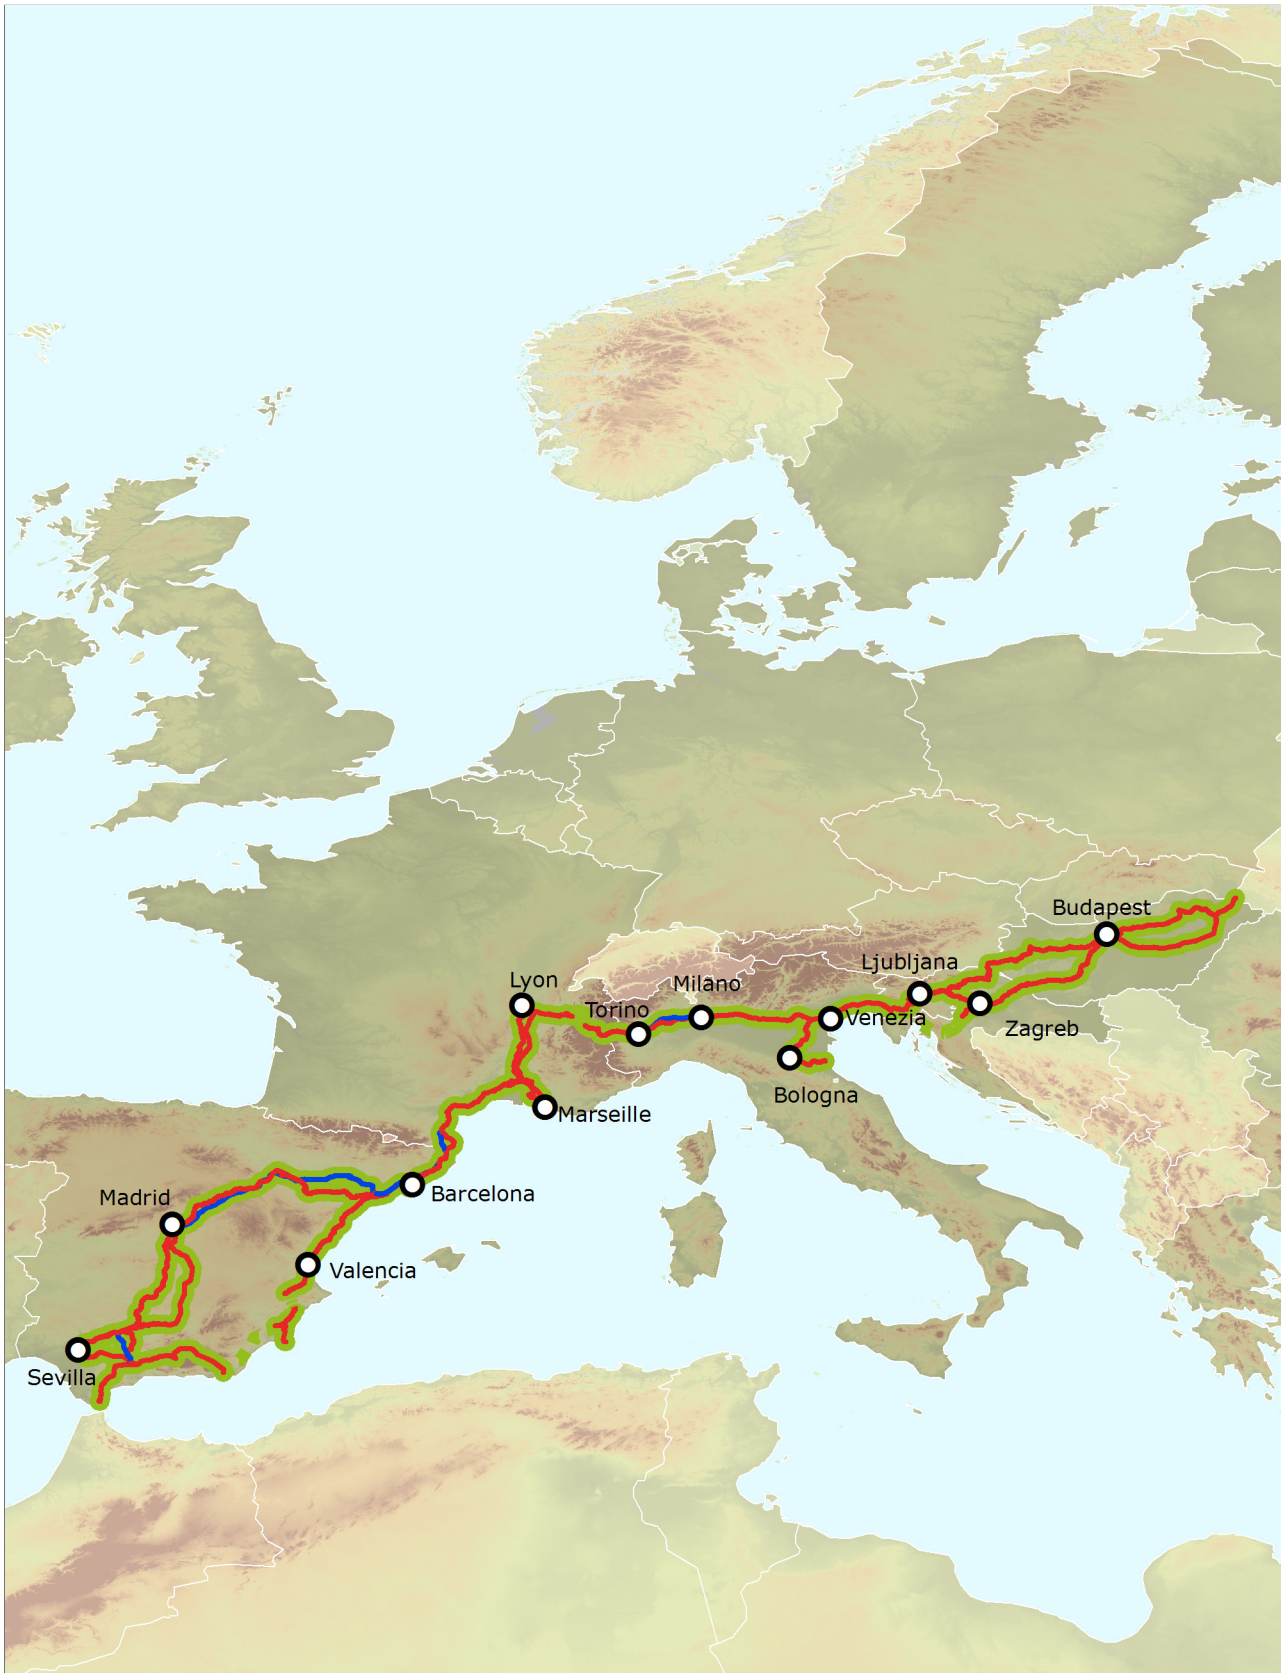 Budapest
Ljubljana
Lyon
Milano
Torino
Venezia
Zagreb
Bologna
Marseille
Madrid
Barcelona
Valencia
Sevilla